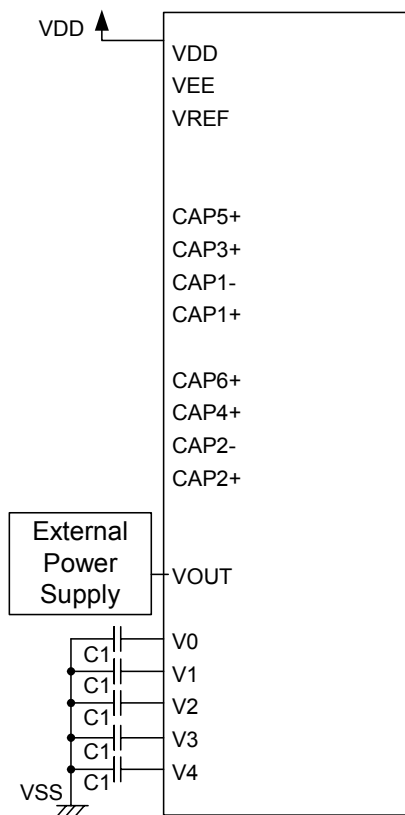 VDD
VDD
VEE
VREF
CAP5+
CAP3+
CAP1-
CAP1+
CAP6+
CAP4+
CAP2-
CAP2+
External
Power
Supply
VOUT
V0
C1
V1
C1
V2
C1
V3
C1
V4
C1
VSS